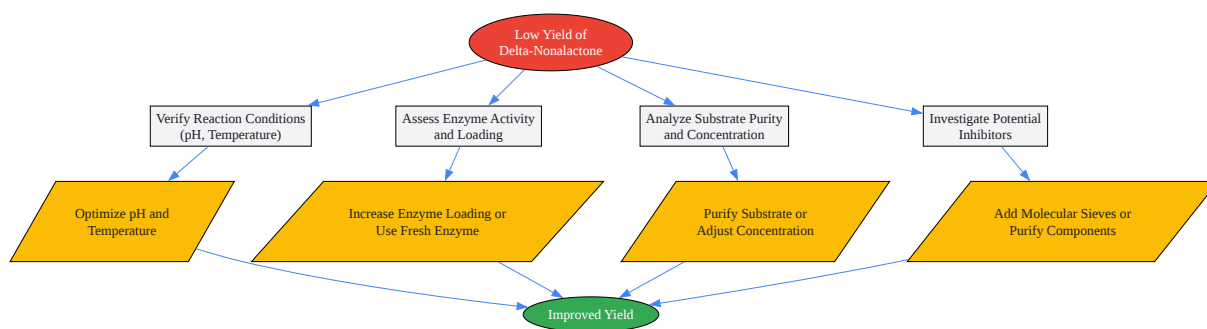 Low Yield of
Delta-Nonalactone
Verify Reaction Conditions
(pH, Temperature)
Assess Enzyme Activity
and Loading
Analyze Substrate Purity
and Concentration
Investigate Potential
Inhibitors
Optimize pH and
Temperature
Increase Enzyme Loading or
Use Fresh Enzyme
Purify Substrate or
Adjust Concentration
Add Molecular Sieves or
Purify Components
Improved Yield